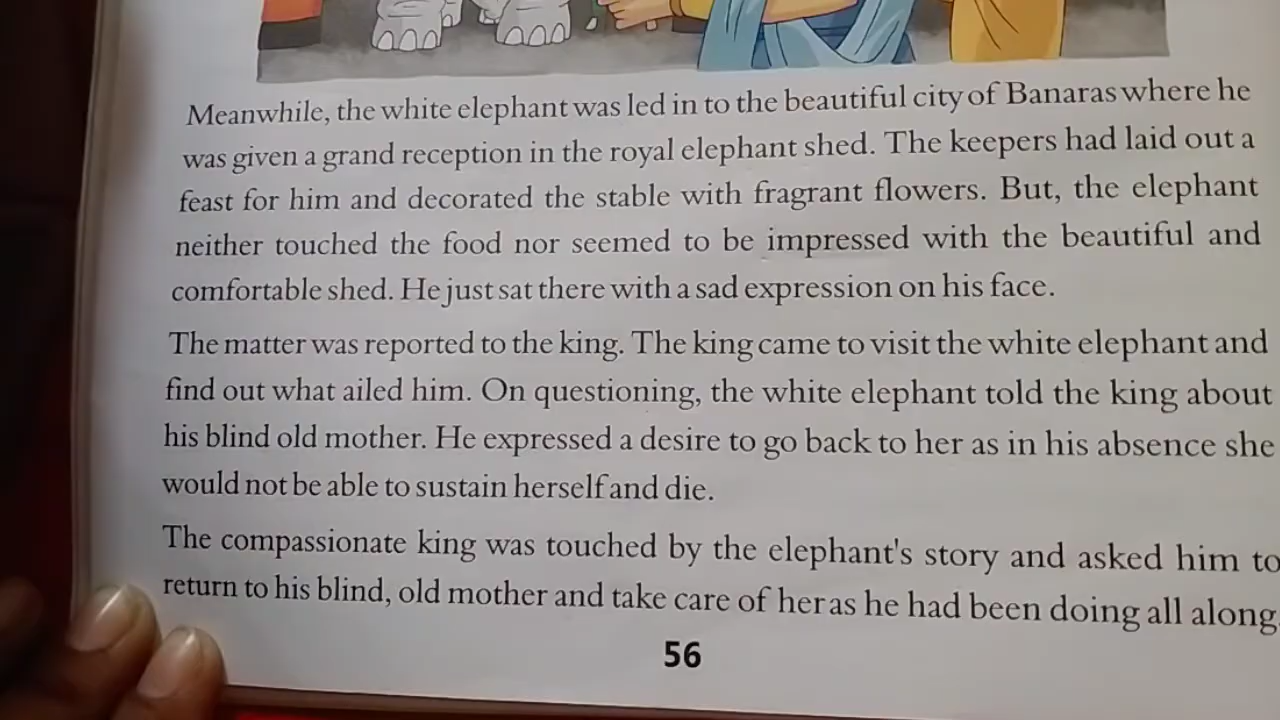 Meanwhile, the white elephant was led in to the beautiful city of Banaras where he
was given a grand reception in the royal elephant shed. The keepers had laid out a
feast for him and decorated the stable with fragrant flowers. But, the elephant
neither touched the food nor seemed to be impressed with the beautiful and
comfortable shed. He just sat there with a sad expression on his face.
The matter was reported to the king. The king came to visit the white elephant and
find out what ailed him. On questioning, the white elephant told the king about
his blind old mother. He expressed a desire to go back to her as in his absence she
would not be able to sustain herself and die.
The compassionate king was touched by the elephant's story and asked him to
return to his blind, old mother and take care of her as he had been doing all along.
56